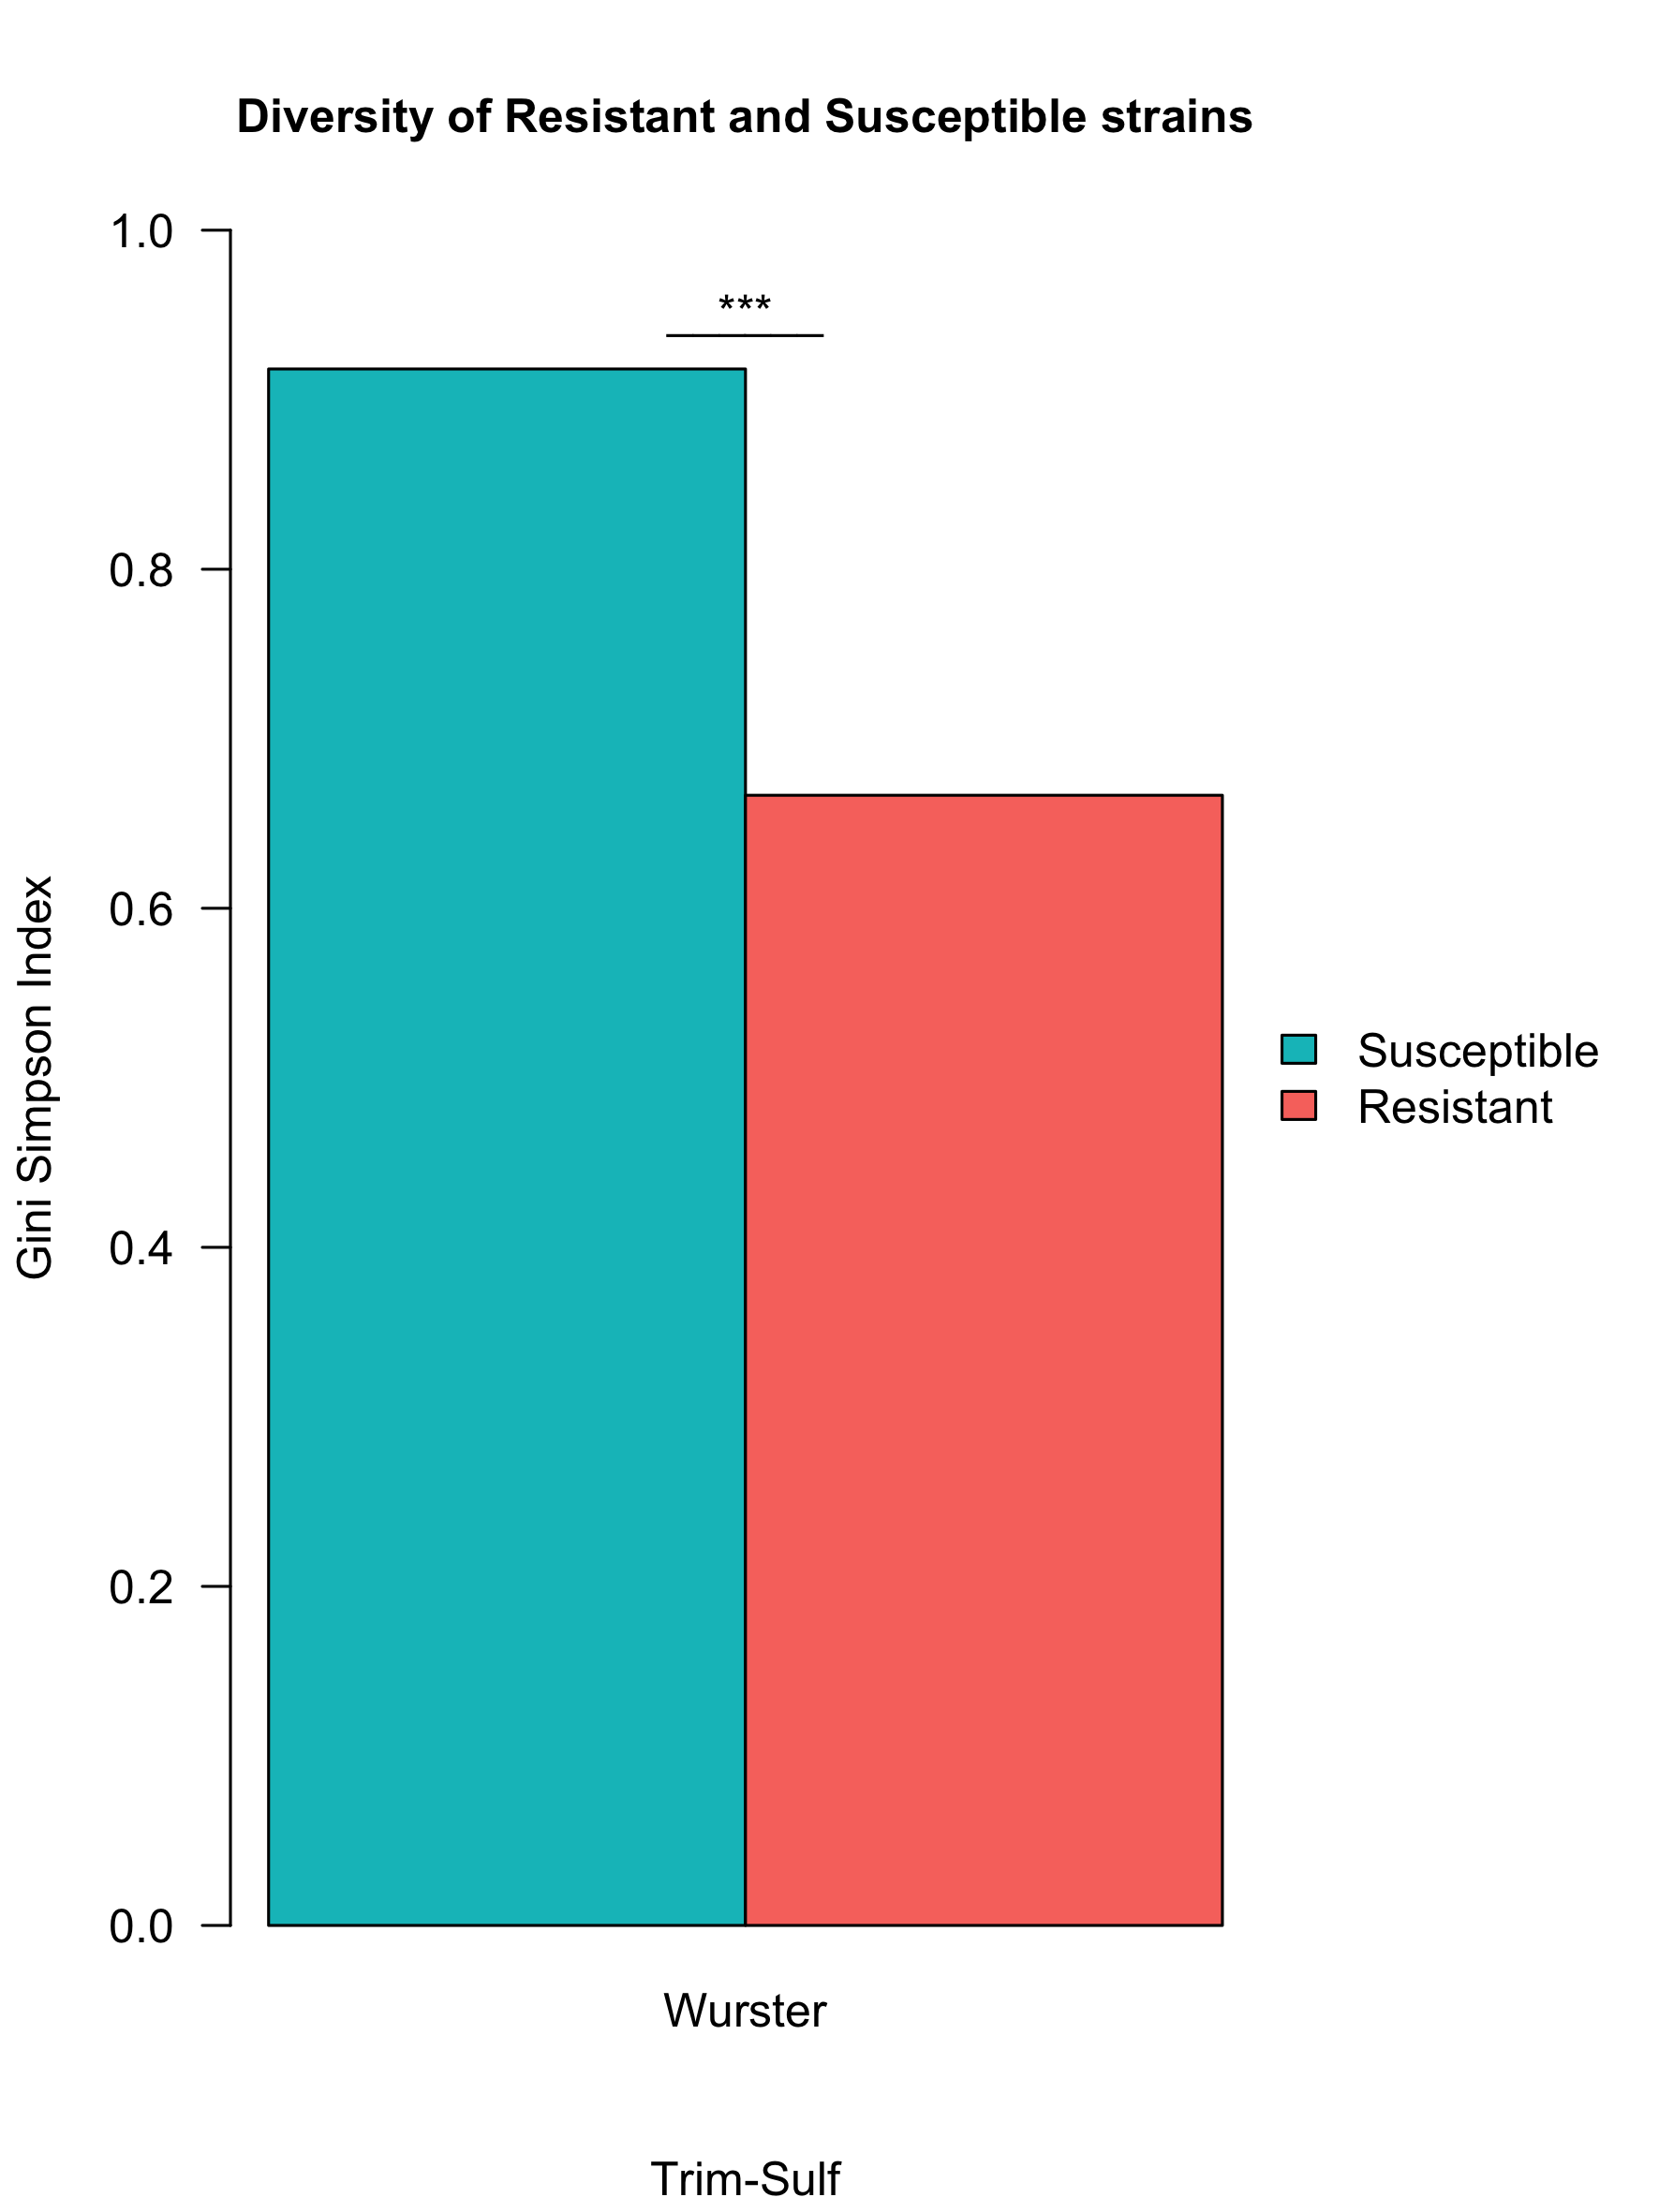 Diversity of Resistant and Susceptible strains
1.0
***
0.8
0.6
Gini Simpson Index
Susceptible
Resistant
0.4
0.2
0.0
Wurster
Trim-Sulf